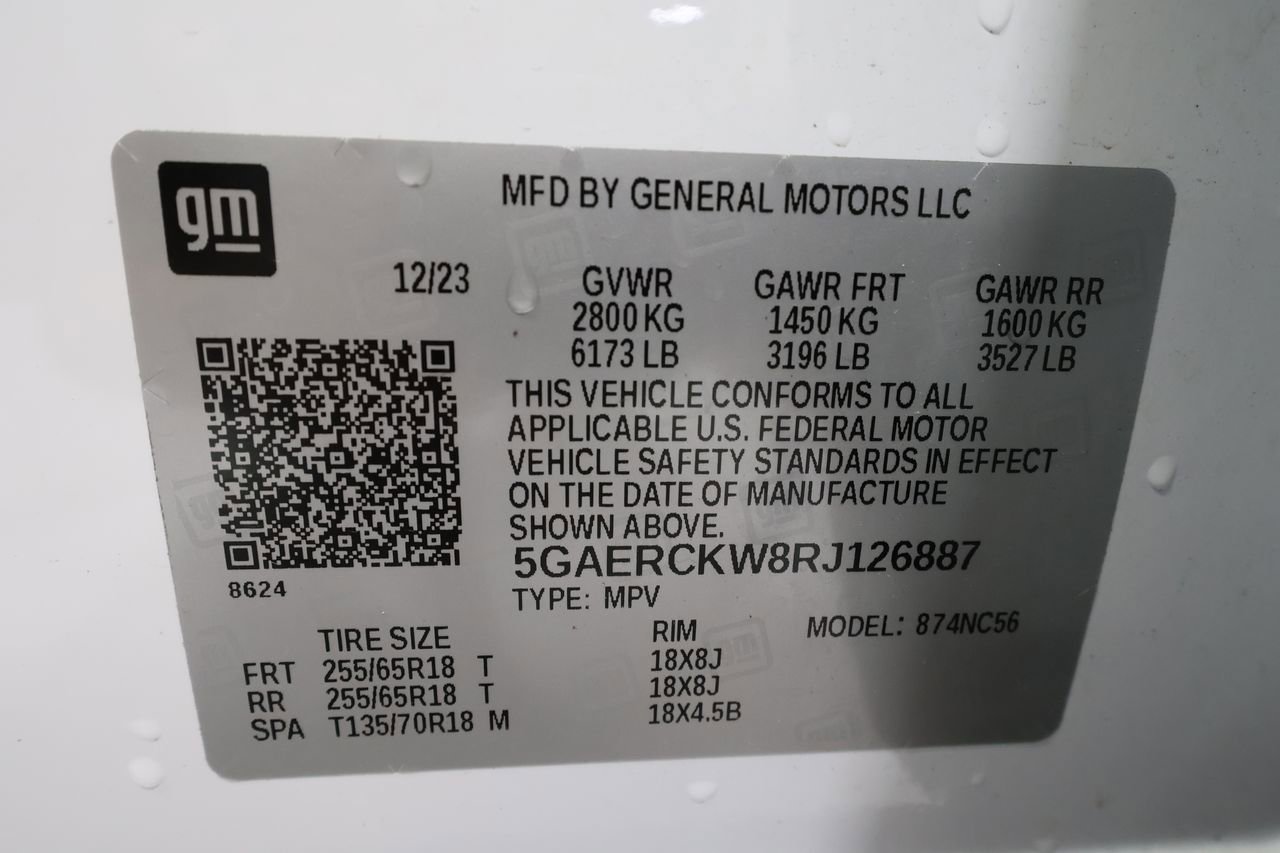 gm
MFD BY GENERAL MOTORS LLC
12/23 GVWR GAWR FRT GAWR RR
2800 KG 1450 KG 1600 KG
6173 LB 3196 LB 3527 LB
THIS VEHICLE CONFORMS TO ALL
APPLICABLE U.S. FEDERAL MOTOR
VEHICLE SAFETY STANDARDS IN EFFECT
ON THE DATE OF MANUFACTURE
SHOWN ABOVE.
5GAERCKW8RJ126887
8624
TYPE: MPV
TIRE SIZE RIM MODEL: 874NC56
FRT 255/65R18 T 18X8J
RR 255/65R18 T 18X8J
SPA T135/70R18 M 18X4.5B